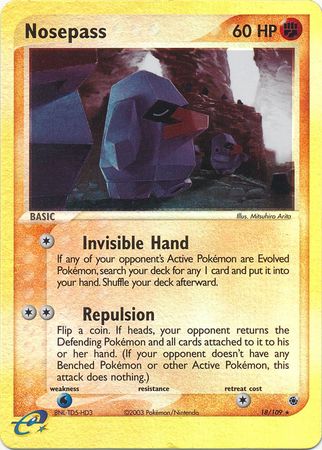 Nosepass 60 HP
Illus. Mitsuhiro Arita
BASIC
Invisible Hand
If any of your opponent's Active Pokémon are Evolved
Pokémon, search your deck for any 1 card and put it into
your hand. Shuffle your deck afterward.
Repulsion
Flip a coin. If heads, your opponent returns the
Defending Pokémon and all cards attached to it to his
or her hand. (If your opponent doesn't have any
Benched Pokémon or other Active Pokémon, this
attack does nothing.)
weakness resistance retreat cost
e BNL-TD5-HD3 ©2003 Pokémon/Nintendo 18/109 ★